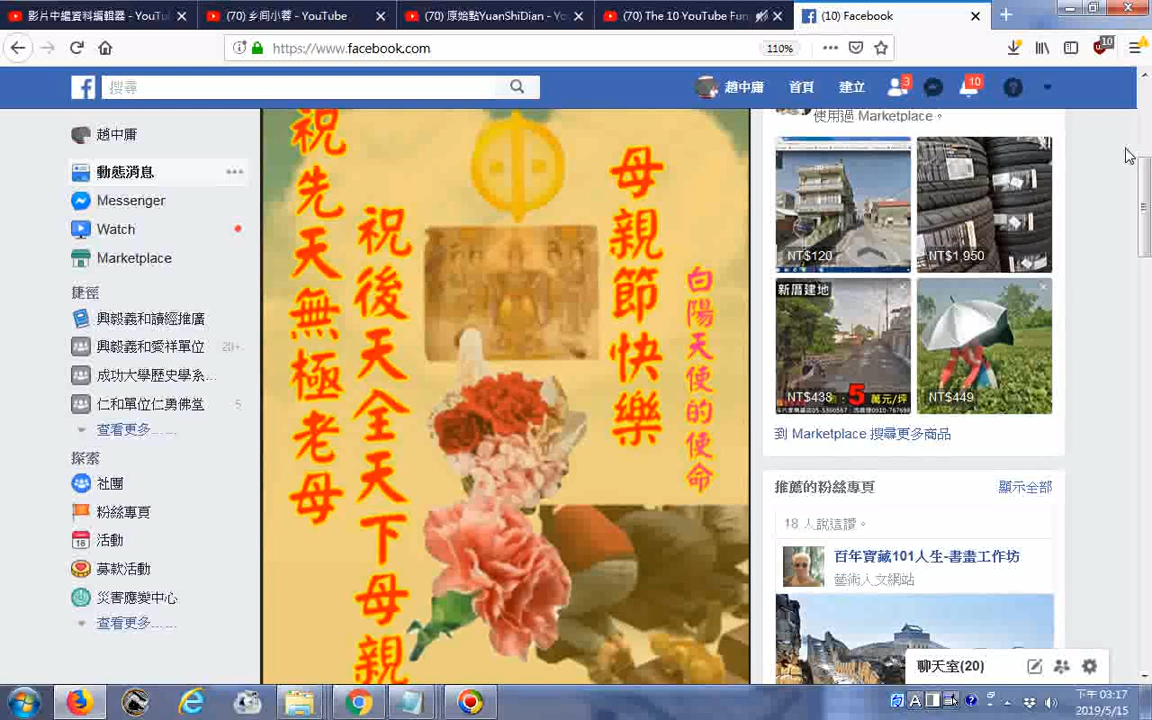 影片中繼資料編輯器 - YouTu
(70) 乡间小蓉 - YouTube
(70) 原始點YuanShiDian - Yo
(70) The 10 YouTube Fun
(10) Facebook
https://www.facebook.com
110%
10
搜尋
趙中庸
首頁
建立
3
10
趙中庸
動態消息
Messenger
Watch
Marketplace
捷徑
興毅義和讀經推廣
興毅義和愛祥單位 20+
成功大學歷史學系...
仁和單位仁勇佛堂 5
查看更多......
探索
社團
粉絲專頁
活動
募款活動
災害應變中心
查看更多......
母親節快樂
白陽天使的使命
祝後天全天下母親
祝先天無極老母
使用過 Marketplace。
NT$120
NT$1,950
新厝建地
NT$438
5 萬元/坪
NT$449
到 Marketplace 搜尋更多商品
推薦的粉絲專頁
顯示全部
18 人說這讚。
百年寶藏101人生-書畫工作坊
藝術人文網站
聊天室(20)
下午 03:17
2019/5/15